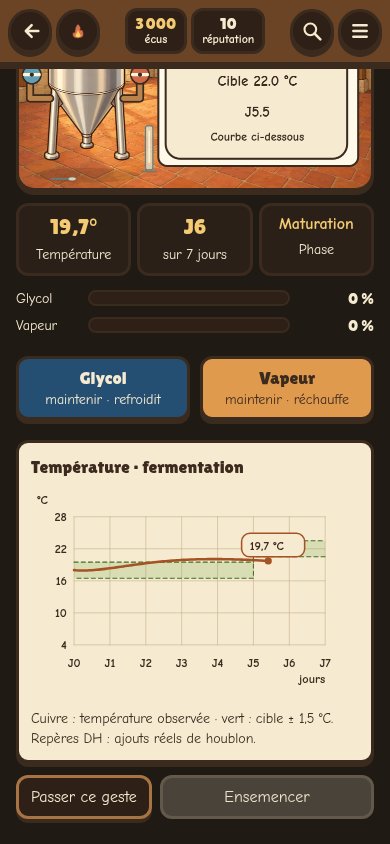 3 000
écus
10
réputation
Cible 22.0 °C
J5.5
Courbe ci-dessous
19,7°
Température
J6
sur 7 jours
Maturation
Phase
Glycol
0 %
Vapeur
0 %
Glycol
maintenir · refroidit
Vapeur
maintenir · réchauffe
Température · fermentation
°C
28
22
16
10
4
19,7 °C
J0 J1 J2 J3 J4 J5 J6 J7
jours
Cuivre : température observée · vert : cible ± 1,5 °C.
Repères DH : ajouts réels de houblon.
Passer ce geste
Ensemencer